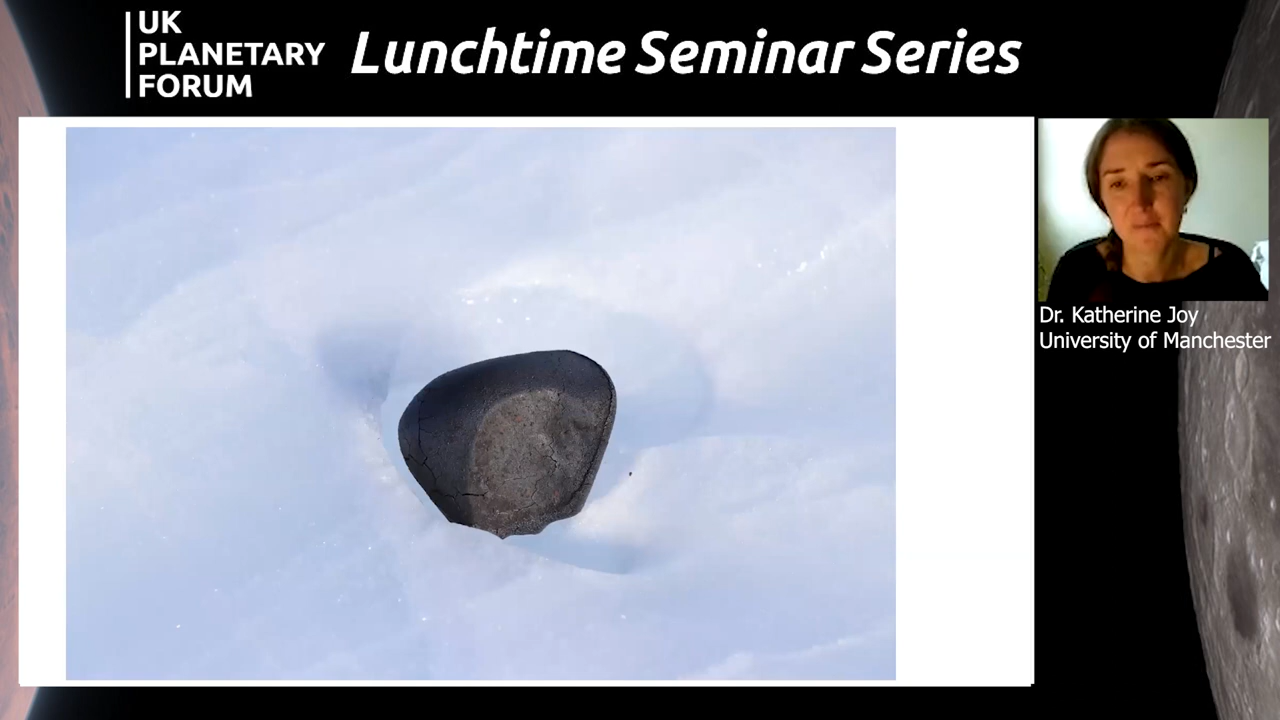 UK
PLANETARY
FORUM
Lunchtime Seminar Series
Dr. Katherine Joy
University of Manchester